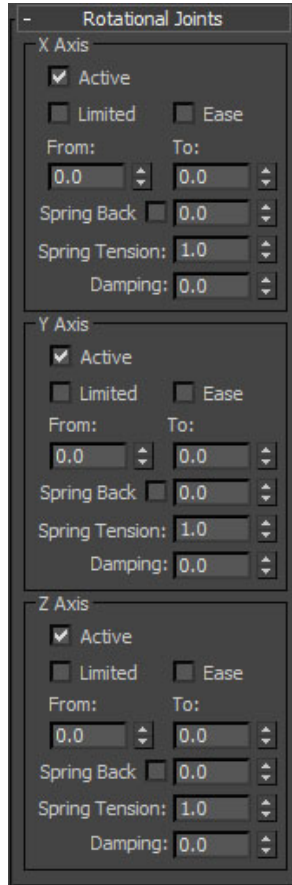 - Rotational Joints
X Axis
Active
Limited Ease
From: To:
0.0 0.0
Spring Back 0.0
Spring Tension: 1.0
Damping: 0.0
Y Axis
Active
Limited Ease
From: To:
0.0 0.0
Spring Back 0.0
Spring Tension: 1.0
Damping: 0.0
Z Axis
Active
Limited Ease
From: To:
0.0 0.0
Spring Back 0.0
Spring Tension: 1.0
Damping: 0.0